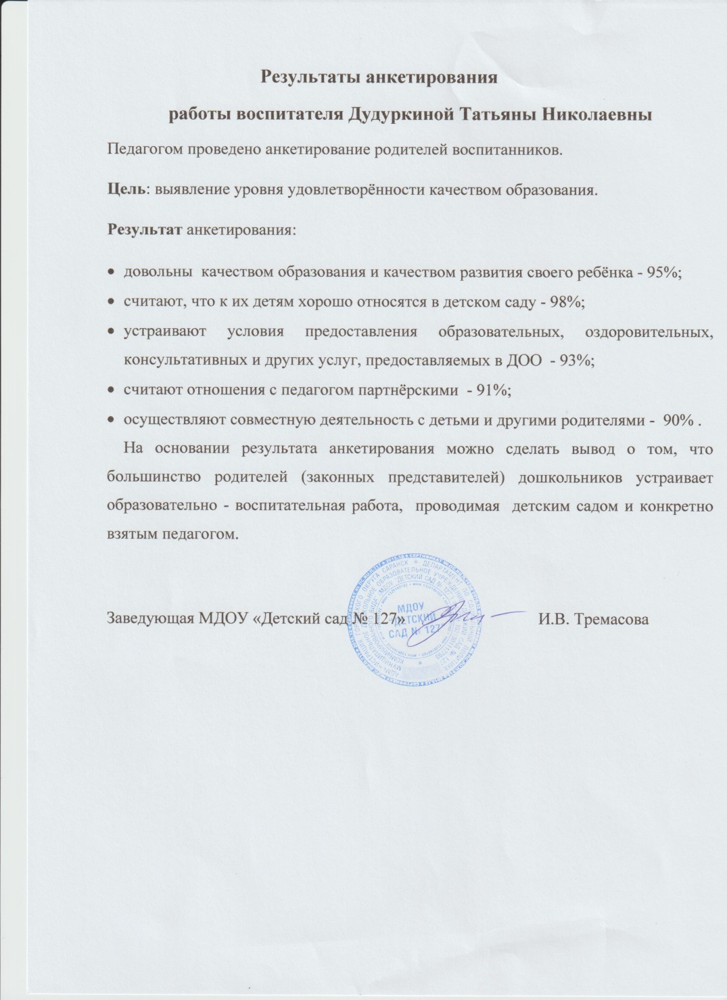 Результаты анкетирования
работы воспитателя Дудуркиной Татьяны Николаевны
Педагогом проведено анкетирование родителей воспитанников.
Цель: выявление уровня удовлетворённости качеством образования.
Результат анкетирования:
• довольны  качеством образования и качеством развития своего ребёнка - 95%;
• считают, что к их детям хорошо относятся в детском саду - 98%;
• устраивают условия предоставления образовательных, оздоровительных,
консультативных и других услуг, предоставляемых в ДОО  - 93%;
• считают отношения с педагогом партнёрскими  - 91%;
• осуществляют совместную деятельность с детьми и другими родителями -  90% .
На основании результата анкетирования можно сделать вывод о том, что
большинство родителей (законных представителей) дошкольников устраивает
образовательно - воспитательная работа,  проводимая  детским садом и конкретно
взятым педагогом.
Заведующая МДОУ «Детский сад № 127» И.В. Тремасова
МДОУ
"ДЕТСКИЙ
САД № 127"